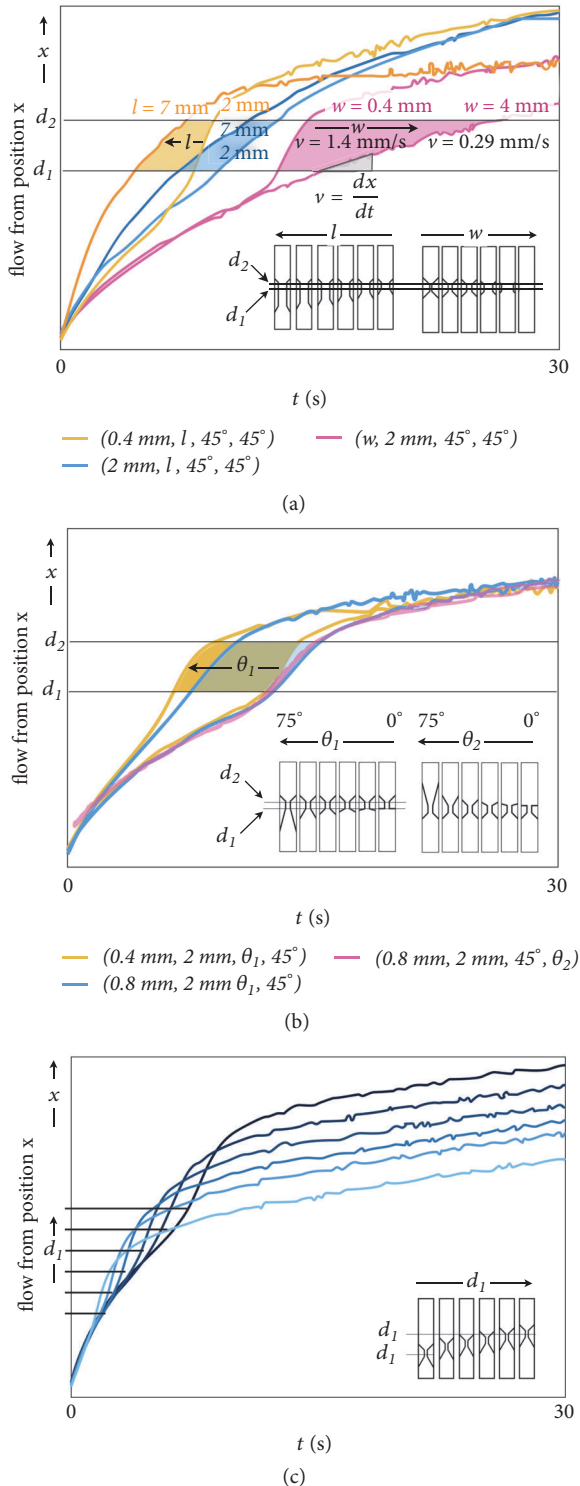 flow from position x
x
d2
d1
l = 7 mm
2 mm
7 mm
2 mm
l
w = 0.4 mm
w = 4 mm
w
v = 1.4 mm/s
v = 0.29 mm/s
v = dx/dt
l
w
d2
d1
0
30
t (s)
(0.4 mm, l , 45°, 45°)
(w, 2 mm, 45°, 45°)
(2 mm, l , 45°, 45°)
(a)
flow from position x
x
d2
d1
θ1
75°
0°
75°
0°
θ1
θ2
d2
d1
0
30
t (s)
(0.4 mm, 2 mm, θ1, 45°)
(0.8 mm, 2 mm, 45°, θ2)
(0.8 mm, 2 mm θ1, 45°)
(b)
flow from position x
x
d1
d1
d1
d1
0
30
t (s)
(c)